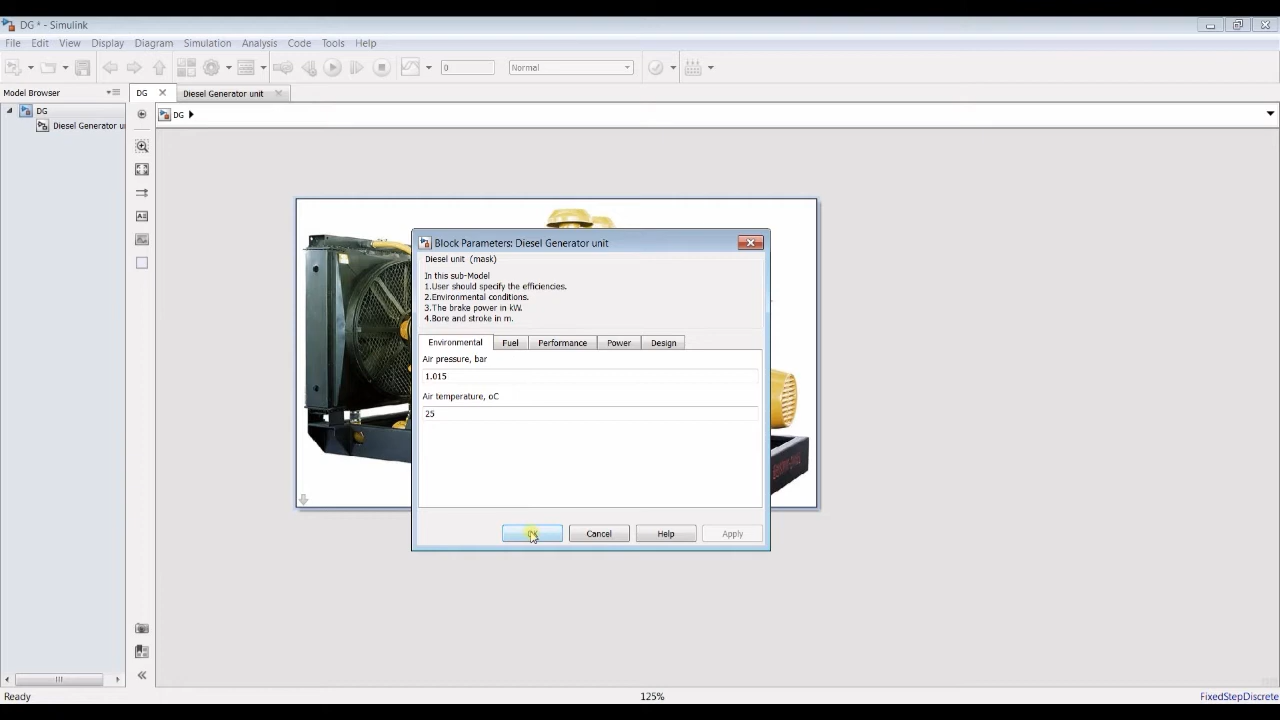 DG * - Simulink
File Edit View Display Diagram Simulation Analysis Code Tools Help
0
Normal
Model Browser
DG
Diesel Generator unit
DG
Diesel Generator u
DG
Block Parameters: Diesel Generator unit
Diesel unit (mask)
In this sub-Model
1.User should specify the efficiencies.
2.Environmental conditions.
3.The brake power in kW.
4.Bore and stroke in m.
Environmental Fuel Performance Power Design
Air pressure, bar
1.015
Air temperature, oC
25
OK Cancel Help Apply
Ready
125%
FixedStepDiscrete